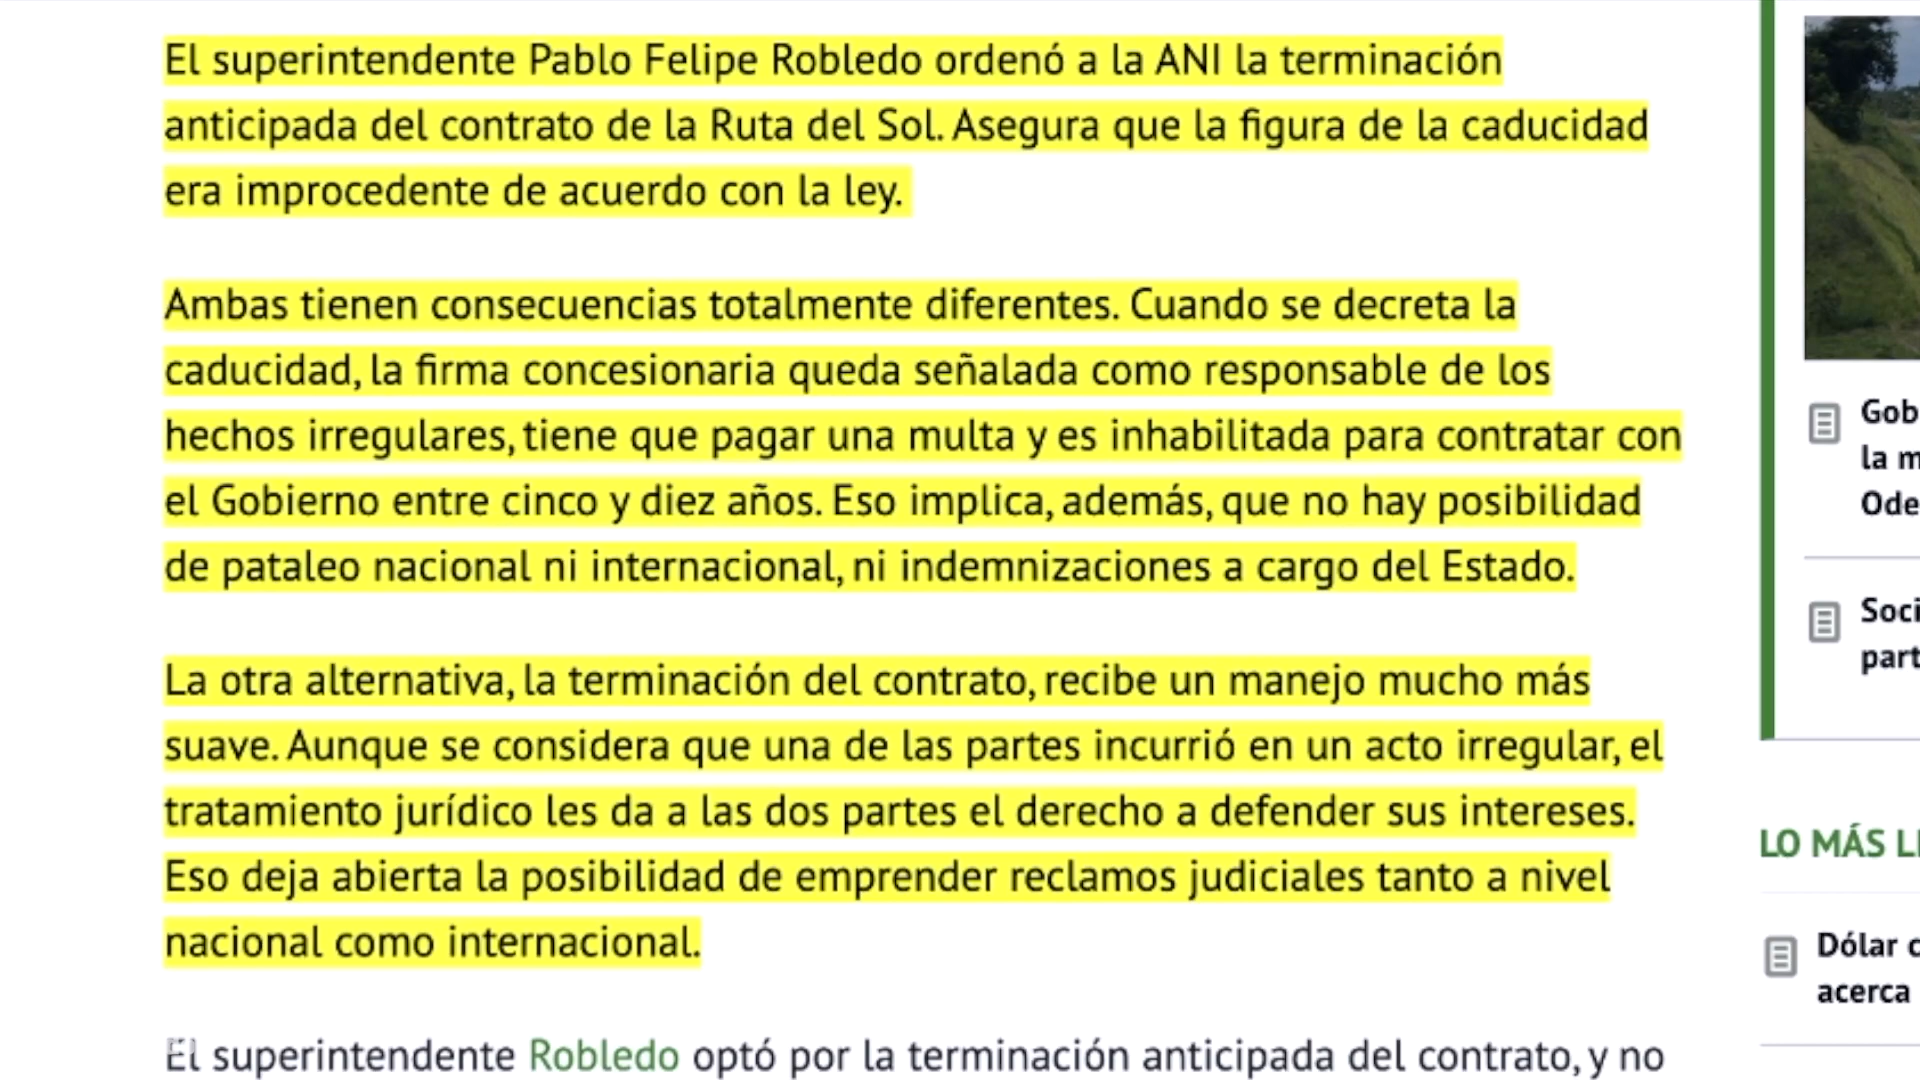 El superintendente Pablo Felipe Robledo ordenó a la ANI la terminación
anticipada del contrato de la Ruta del Sol. Asegura que la figura de la caducidad
era improcedente de acuerdo con la ley.
Ambas tienen consecuencias totalmente diferentes. Cuando se decreta la
caducidad, la firma concesionaria queda señalada como responsable de los
hechos irregulares, tiene que pagar una multa y es inhabilitada para contratar con
el Gobierno entre cinco y diez años. Eso implica, además, que no hay posibilidad
de pataleo nacional ni internacional, ni indemnizaciones a cargo del Estado.
La otra alternativa, la terminación del contrato, recibe un manejo mucho más
suave. Aunque se considera que una de las partes incurrió en un acto irregular, el
tratamiento jurídico les da a las dos partes el derecho a defender sus intereses.
Eso deja abierta la posibilidad de emprender reclamos judiciales tanto a nivel
nacional como internacional.
El superintendente Robledo optó por la terminación anticipada del contrato, y no
Gob
la m
Ode
Soci
part
LO MÁS L
Dólar c
acerca